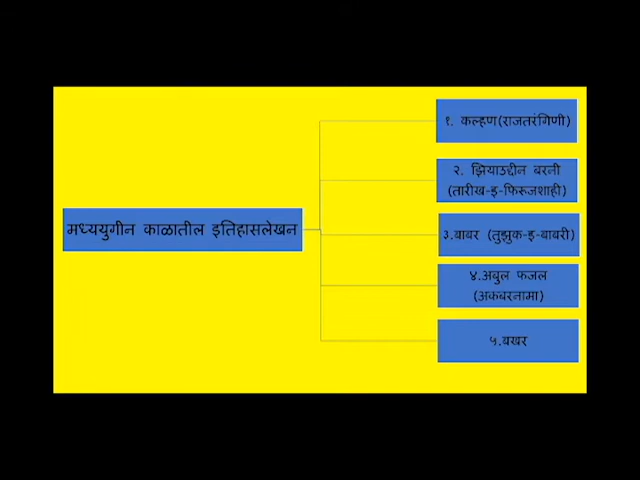 मध्ययुगीन काळातील इतिहासलेखन
१. कल्हण(राजतरंगिणी)
२. झियाउद्दीन बरनी
(तारीख-इ-फिरूजशाही)
३.बाबर (तुझुक-इ-बाबरी)
४.अबुल फजल
(अकबरनामा)
५.बखर